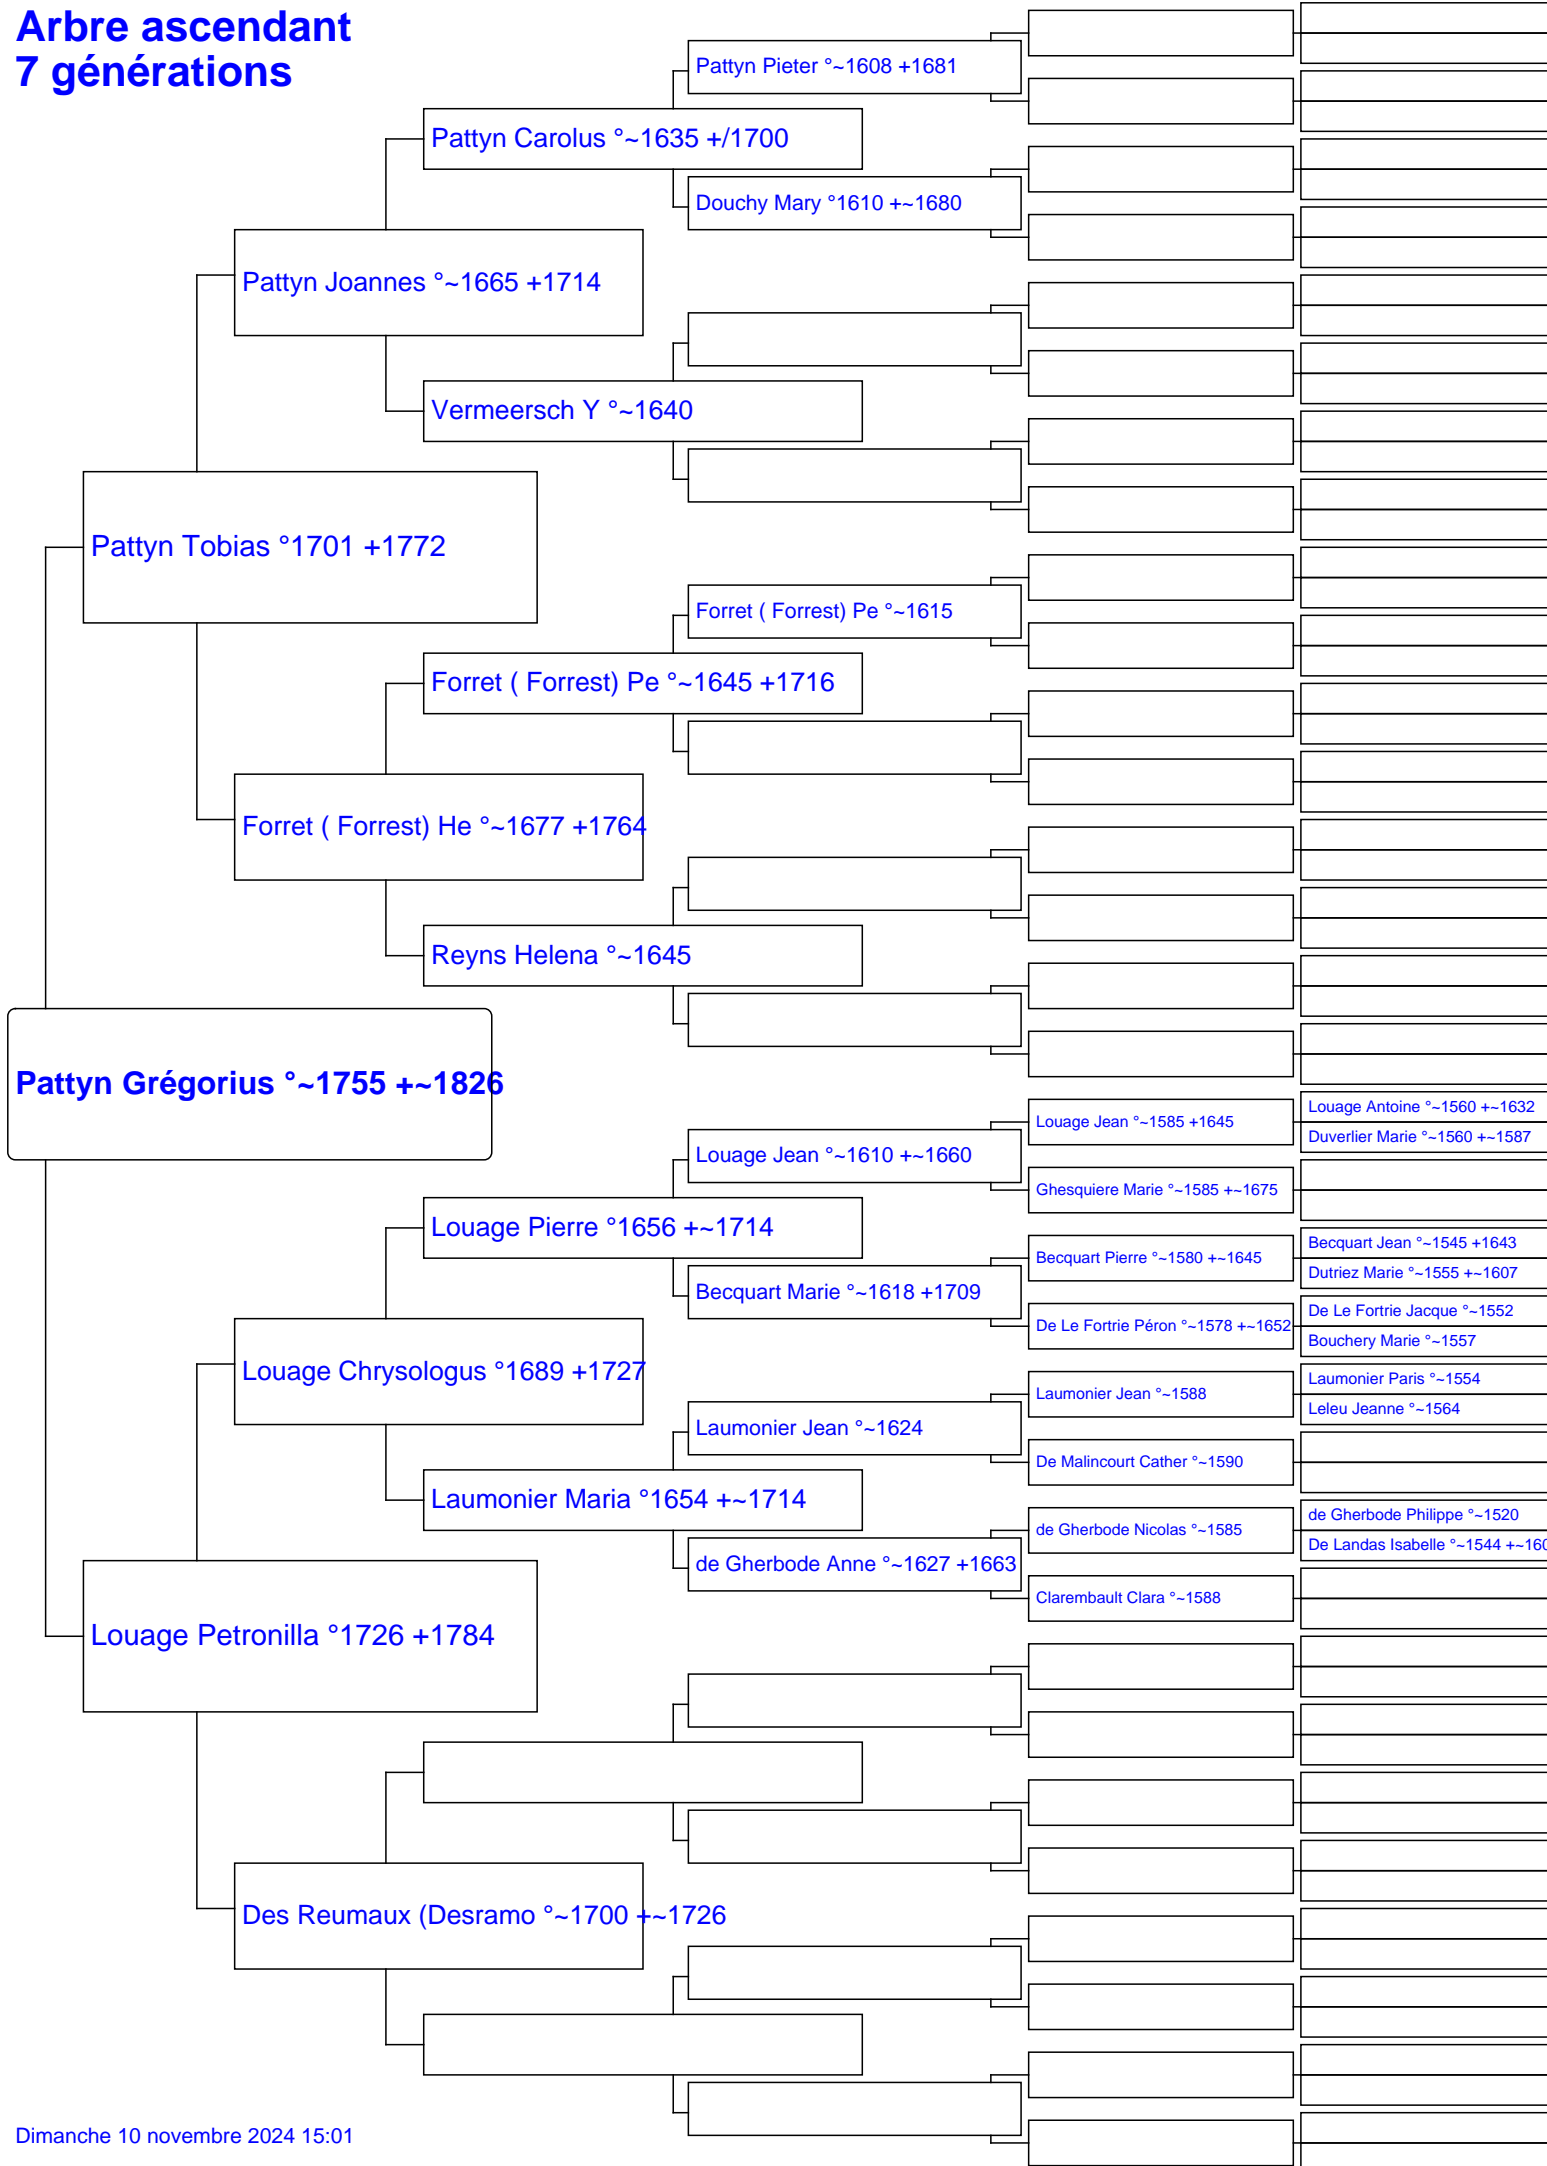 Arbre ascendant
7 générations
Pattyn Pieter °~1608 +1681
Pattyn Carolus °~1635 +/1700
Douchy Mary °1610 +~1680
Pattyn Joannes °~1665 +1714
Vermeersch Y °~1640
Pattyn Tobias °1701 +1772
Forret ( Forrest) Pe °~1615
Forret ( Forrest) Pe °~1645 +1716
Forret ( Forrest) He °~1677 +1764
Reyns Helena °~1645
Pattyn Grégorius °~1755 +~1826
Louage Antoine °~1560 +~1632
Louage Jean °~1585 +1645
Duverlier Marie °~1560 +~1587
Louage Jean °~1610 +~1660
Ghesquiere Marie °~1585 +~1675
Louage Pierre °1656 +~1714
Becquart Jean °~1545 +1643
Becquart Pierre °~1580 +~1645
Dutriez Marie °~1555 +~1607
Becquart Marie °~1618 +1709
De Le Fortrie Jacque °~1552
De Le Fortrie Péron °~1578 +~1652
Bouchery Marie °~1557
Louage Chrysologus °1689 +1727
Laumonier Paris °~1554
Laumonier Jean °~1588
Leleu Jeanne °~1564
Laumonier Jean °~1624
De Malincourt Cather °~1590
Laumonier Maria °1654 +~1714
de Gherbode Philippe °~1520
de Gherbode Nicolas °~1585
De Landas Isabelle °~1544 +~160
de Gherbode Anne °~1627 +1663
Clarembault Clara °~1588
Louage Petronilla °1726 +1784
Des Reumaux (Desramo °~1700 +~1726
Dimanche 10 novembre 2024 15:01